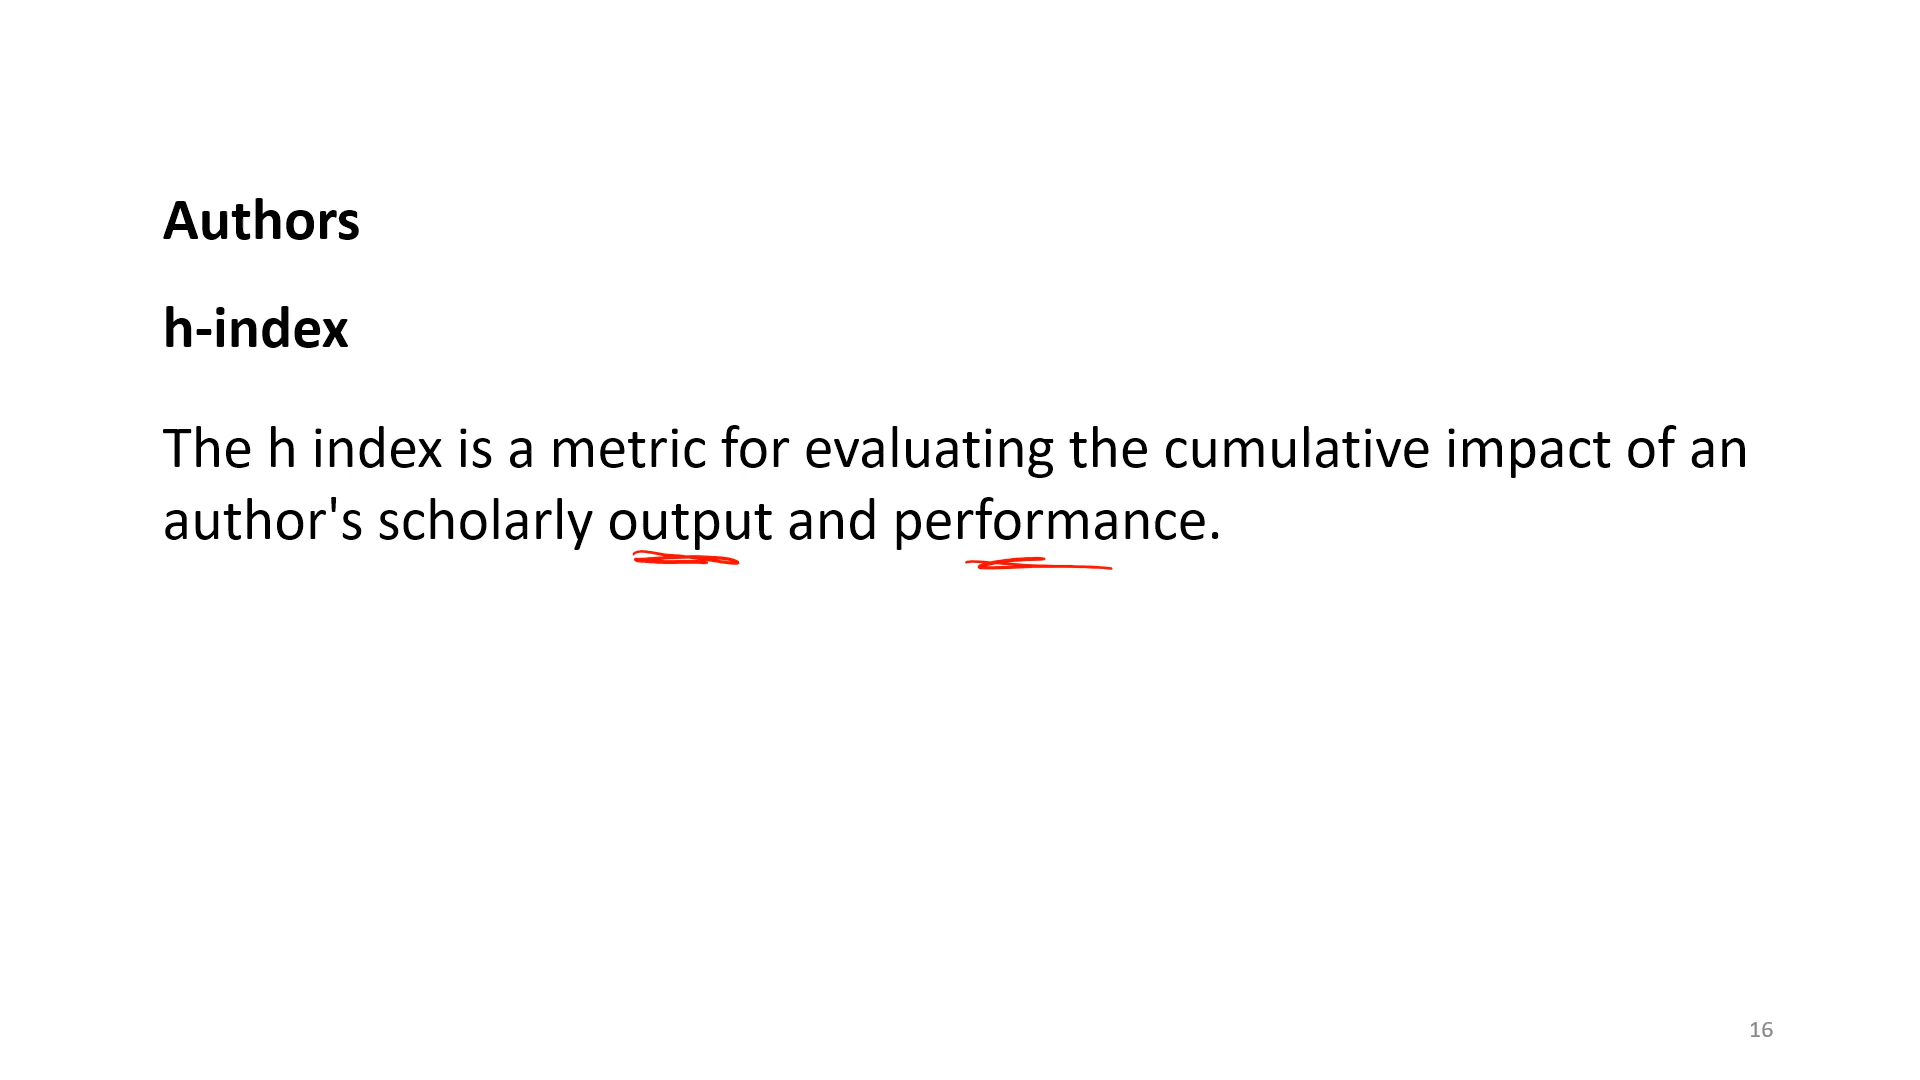 Authors
h-index
The h index is a metric for evaluating the cumulative impact of an
author's scholarly output and performance.
16